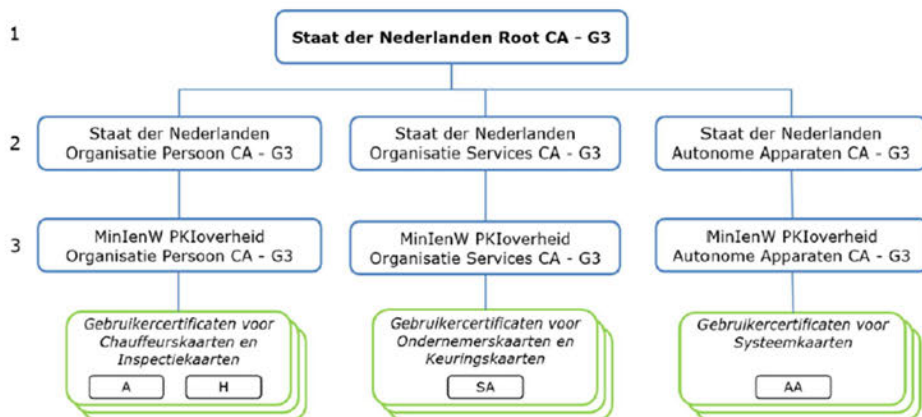 1
Staat der Nederlanden Root CA - G3
2
Staat der Nederlanden
Organisatie Persoon CA - G3
Staat der Nederlanden
Organisatie Services CA - G3
Staat der Nederlanden
Autonome Apparaten CA - G3
3
MinIenW PKIoverheid
Organisatie Persoon CA - G3
MinIenW PKIoverheid
Organisatie Services CA - G3
MinIenW PKIoverheid
Autonome Apparaten CA - G3
Gebruikercertificaten voor
Chauffeurskaarten en
Inspectiekaarten
A
H
Gebruikercertificaten voor
Ondernemerskaarten en
Keuringskaarten
SA
Gebruikercertificaten voor
Systeemkaarten
AA